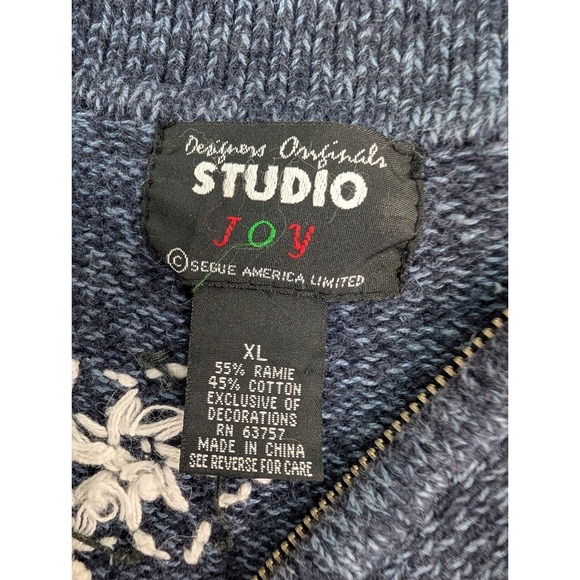 Designers Originals
STUDIO
JOY
© SEGUE AMERICA LIMITED
XL
55% RAMIE
45% COTTON
EXCLUSIVE OF
DECORATIONS
RN 63757
MADE IN CHINA
SEE REVERSE FOR CARE